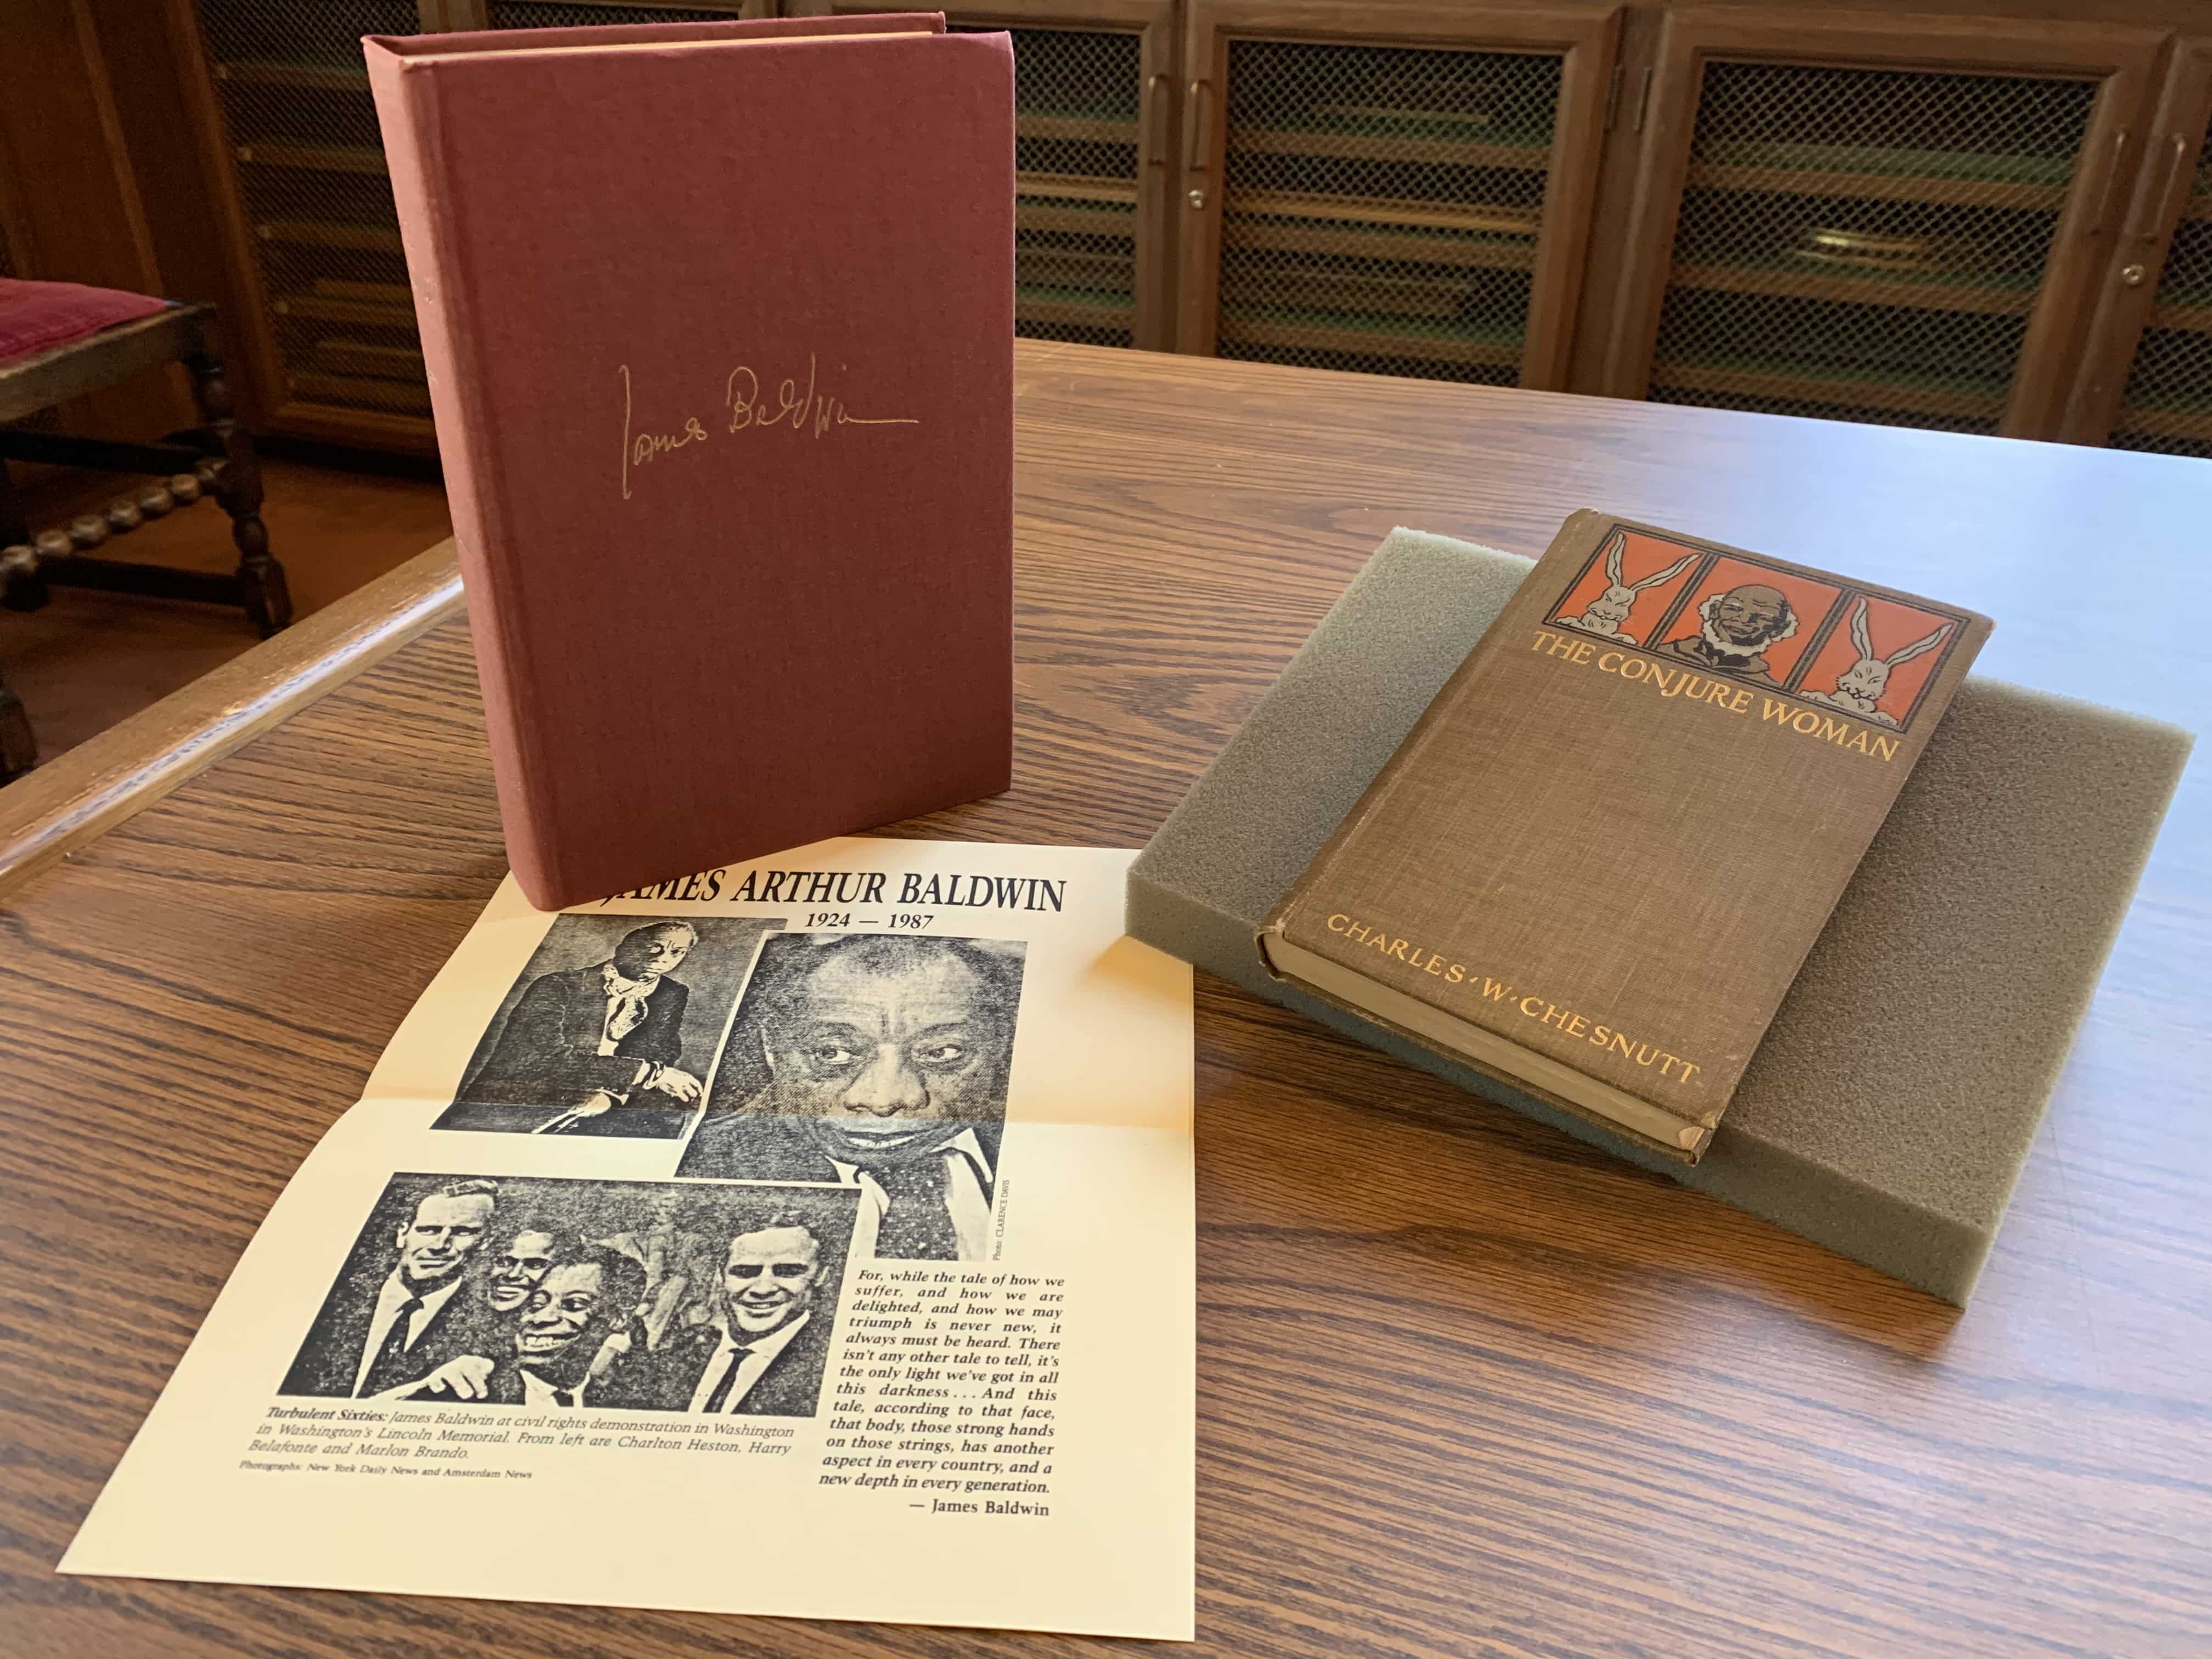 James Baldwin
JAMES ARTHUR BALDWIN
1924 — 1987
Photo: CLARENCE DAVIS
For, while the tale of how we
suffer, and how we are
delighted, and how we may
triumph is never new, it
always must be heard. There
isn't any other tale to tell, it's
the only light we've got in all
this darkness . . . And this
tale, according to that face,
that body, those strong hands
on those strings, has another
aspect in every country, and a
new depth in every generation.
— James Baldwin
Turbulent Sixties: James Baldwin at civil rights demonstration in Washington
in Washington's Lincoln Memorial. From left are Charlton Heston, Harry
Belafonte and Marlon Brando.
Photographs: New York Daily News and Amsterdam News
THE CONJURE WOMAN
CHARLES·W·CHESNUTT